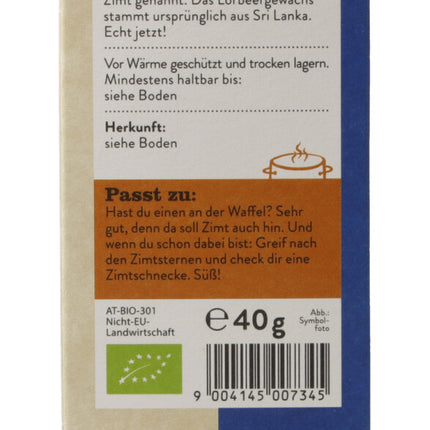 Zimt genannt. Das Lorbeergewächs
stammt ursprünglich aus Sri Lanka.
Echt jetzt!
Vor Wärme geschützt und trocken lagern.
Mindestens haltbar bis:
siehe Boden
Herkunft:
siehe Boden
Passt zu:
Hast du einen an der Waffel? Sehr
gut, denn da soll Zimt auch hin. Und
wenn du schon dabei bist: Greif nach
den Zimtsternen und check dir eine
Zimtschnecke. Süß!
AT-BIO-301
Nicht-EU-
Landwirtschaft
℮40g
Abb.:
Symbol-
foto
9 004145 007345